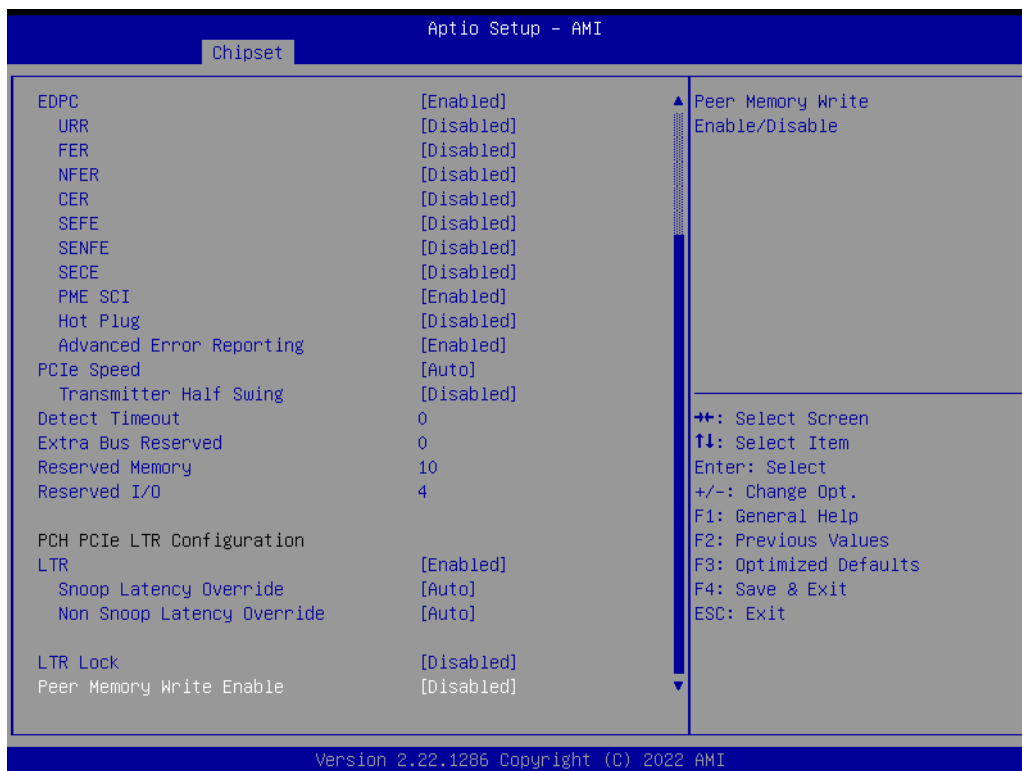 Aptio Setup – AMI
Chipset
EDPC [Enabled]
URR [Disabled]
FER [Disabled]
NFER [Disabled]
CER [Disabled]
SEFE [Disabled]
SENFE [Disabled]
SECE [Disabled]
PME SCI [Enabled]
Hot Plug [Disabled]
Advanced Error Reporting [Enabled]
PCIe Speed [Auto]
Transmitter Half Swing [Disabled]
Detect Timeout 0
Extra Bus Reserved 0
Reserved Memory 10
Reserved I/O 4
PCH PCIe LTR Configuration
LTR [Enabled]
Snoop Latency Override [Auto]
Non Snoop Latency Override [Auto]
LTR Lock [Disabled]
Peer Memory Write Enable [Disabled]
Peer Memory Write
Enable/Disable
→←: Select Screen
↑↓: Select Item
Enter: Select
+/-: Change Opt.
F1: General Help
F2: Previous Values
F3: Optimized Defaults
F4: Save & Exit
ESC: Exit
Version 2.22.1286 Copyright (C) 2022 AMI